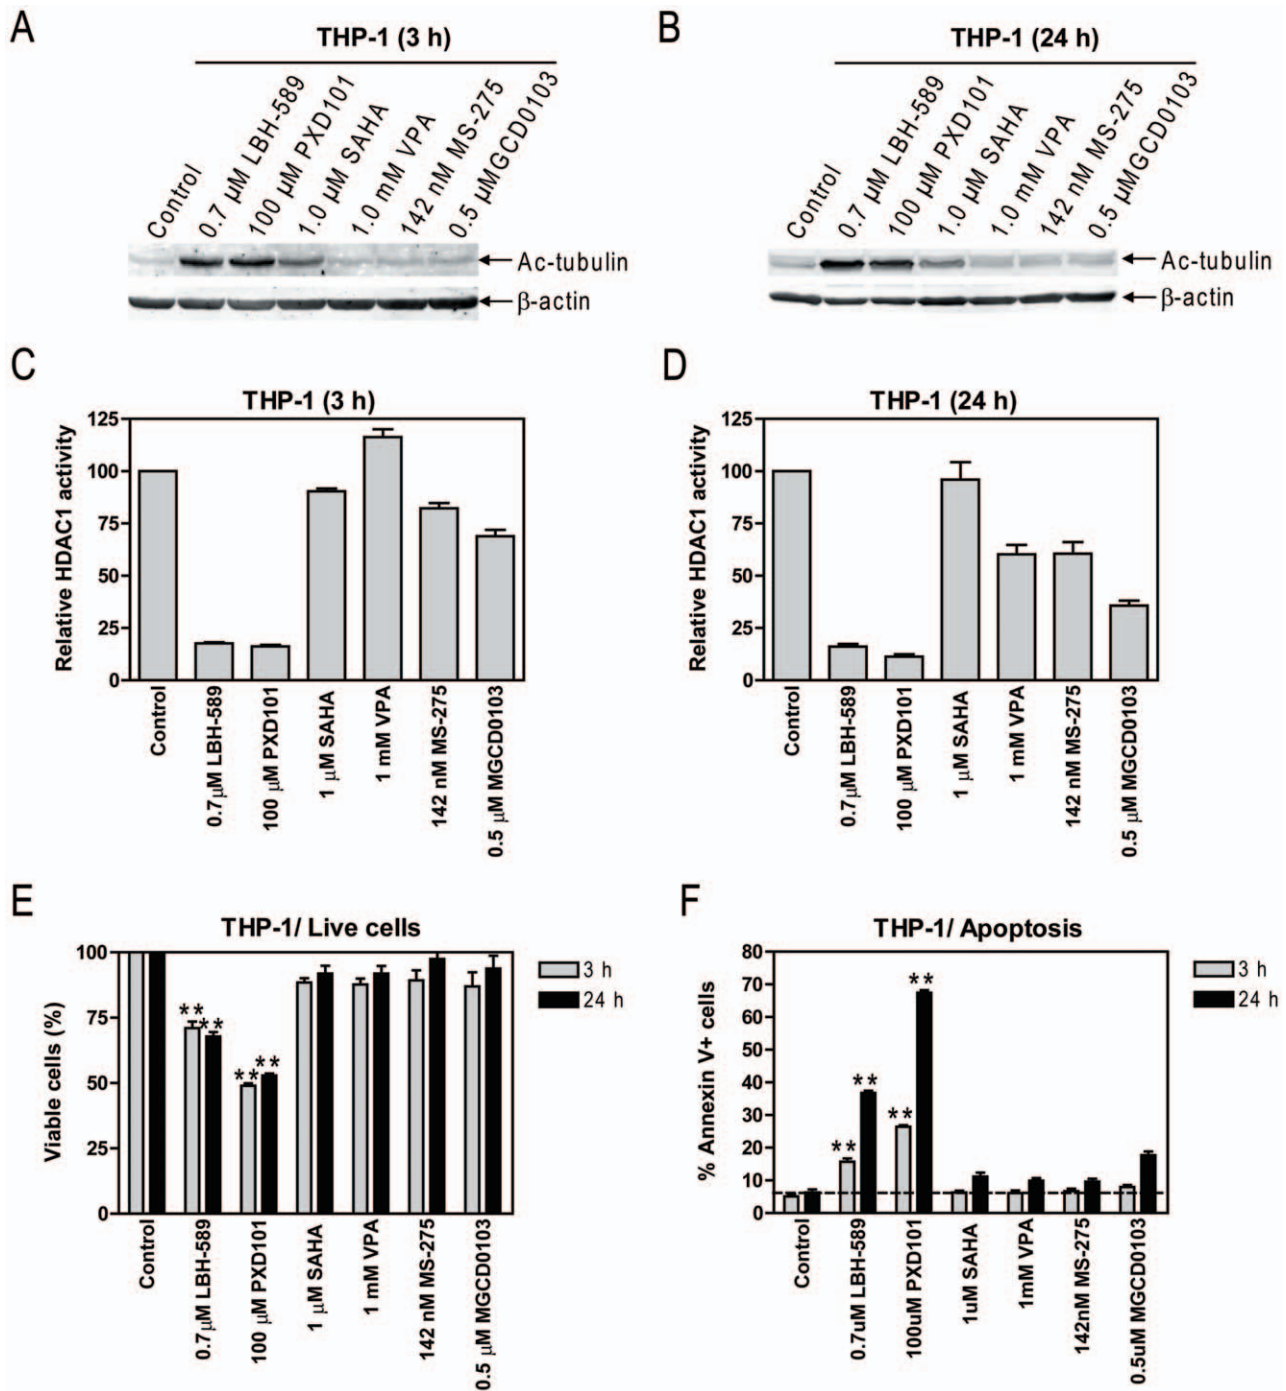 A
THP-1 (3 h)
Control
0.7 µM LBH-589
100 µM PXD101
1.0 µM SAHA
1.0 mM VPA
142 nM MS-275
0.5 µMGCD0103
Ac-tubulin
β-actin
B
THP-1 (24 h)
Control
0.7 µM LBH-589
100 µM PXD101
1.0 µM SAHA
1.0 mM VPA
142 nM MS-275
0.5 µMGCD0103
Ac-tubulin
β-actin
C
THP-1 (3 h)
Relative HDAC1 activity
125
100
75
50
25
0
Control
0.7µM LBH-589
100 µM PXD101
1 µM SAHA
1 mM VPA
142 nM MS-275
0.5 µM MGCD0103
D
THP-1 (24 h)
Relative HDAC1 activity
125
100
75
50
25
0
Control
0.7µM LBH-589
100 µM PXD101
1 µM SAHA
1 mM VPA
142 nM MS-275
0.5 µM MGCD0103
E
THP-1/ Live cells
Viable cells (%)
100
75
50
25
0
**
**
**
**
3 h
24 h
Control
0.7µM LBH-589
100 µM PXD101
1 µM SAHA
1 mM VPA
142 nM MS-275
0.5 µM MGCD0103
F
THP-1/ Apoptosis
% Annexin V+ cells
80
70
60
50
40
30
20
10
0
**
**
**
**
3 h
24 h
Control
0.7uM LBH-589
100uM PXD101
1uM SAHA
1mM VPA
142nM MS-275
0.5uM MGCD0103